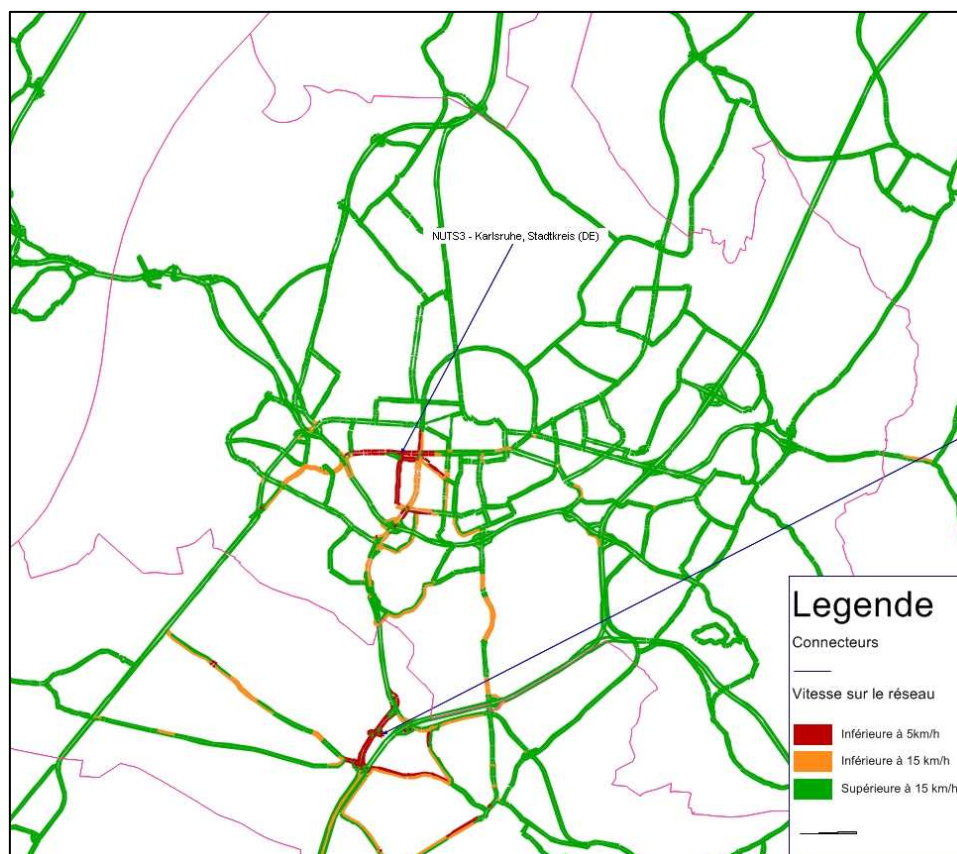 NUTS3 - Karlsruhe, Stadtkreis (DE)
Legende
Connecteurs
Vitesse sur le réseau
Inférieure à 5km/h
Inférieure à 15 km/h
Supérieure à 15 km/h